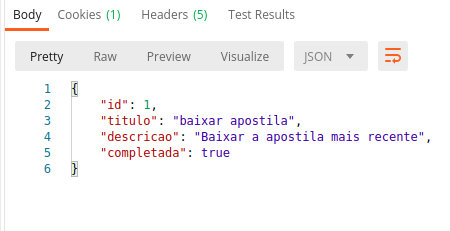 Body Cookies (1) Headers (5) Test Results
Pretty Raw Preview Visualize JSON
1 {
2 "id": 1,
3 "titulo": "baixar apostila",
4 "descricao": "Baixar a apostila mais recente",
5 "completada": true
6 }